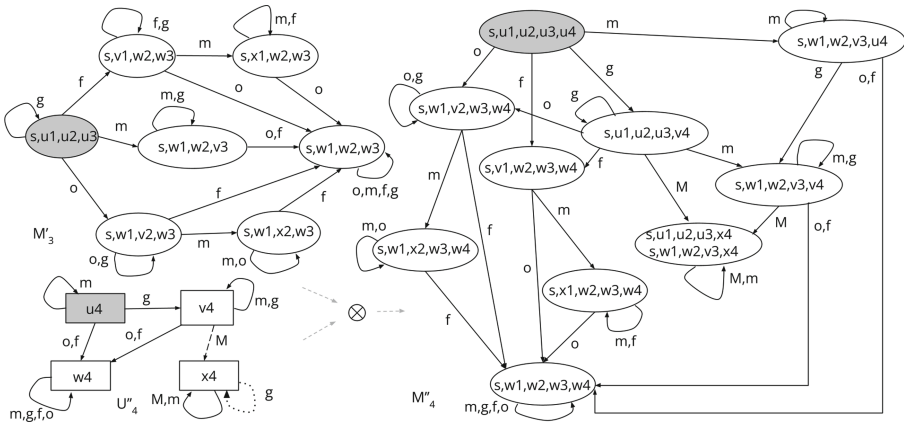 f,g
s,v1,w2,w3
m
m,f
s,x1,w2,w3
f
o
o
g
s,u1,u2,u3
m
m,g
s,w1,w2,v3
o,f
s,w1,w2,w3
o,m,f,g
o
f
f
M'3
s,w1,v2,w3
m
s,w1,x2,w3
o,g
m,o
m
u4
g
v4
m,g
o,f
o,f
M
w4
x4
m,g,f,o
U"4
M,m
g
⊗
s,u1,u2,u3,u4
m
m
s,w1,w2,v3,u4
o
f
g
g
o,f
o,g
s,w1,v2,w3,w4
o
g
s,u1,u2,u3,v4
f
m
s,v1,w2,w3,w4
m,g
s,w1,w2,v3,v4
m
M
M
o,f
m
m,o
s,w1,x2,w3,w4
f
s,u1,u2,u3,x4
s,w1,w2,v3,x4
M,m
o
s,x1,w2,w3,w4
f
o
m,f
M"4
s,w1,w2,w3,w4
m,g,f,o